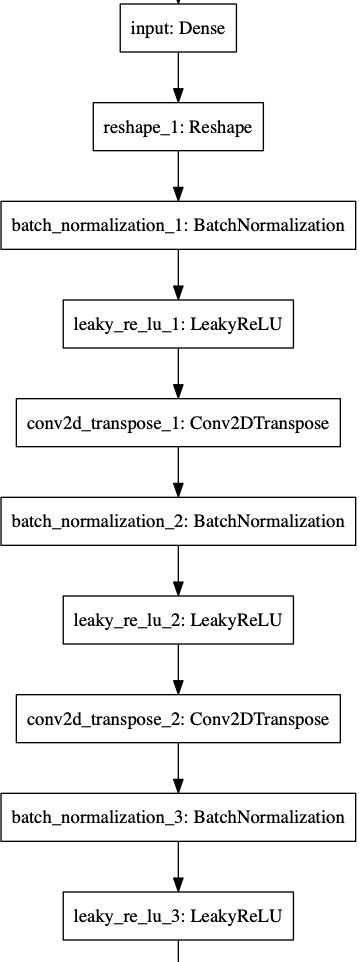 input: Dense
reshape_1: Reshape
batch_normalization_1: BatchNormalization
leaky_re_lu_1: LeakyReLU
conv2d_transpose_1: Conv2DTranspose
batch_normalization_2: BatchNormalization
leaky_re_lu_2: LeakyReLU
conv2d_transpose_2: Conv2DTranspose
batch_normalization_3: BatchNormalization
leaky_re_lu_3: LeakyReLU